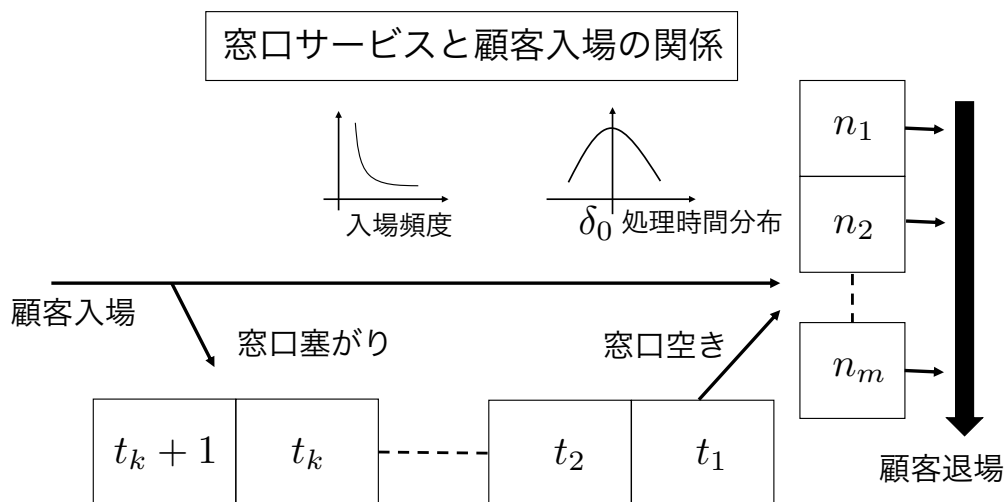 窓口サービスと顧客入場の関係
n₁
入場頻度
δ₀ 処理時間分布
n₂
顧客入場
窓口塞がり
窓口空き
nₘ
tₖ + 1
tₖ
t₂
t₁
顧客退場